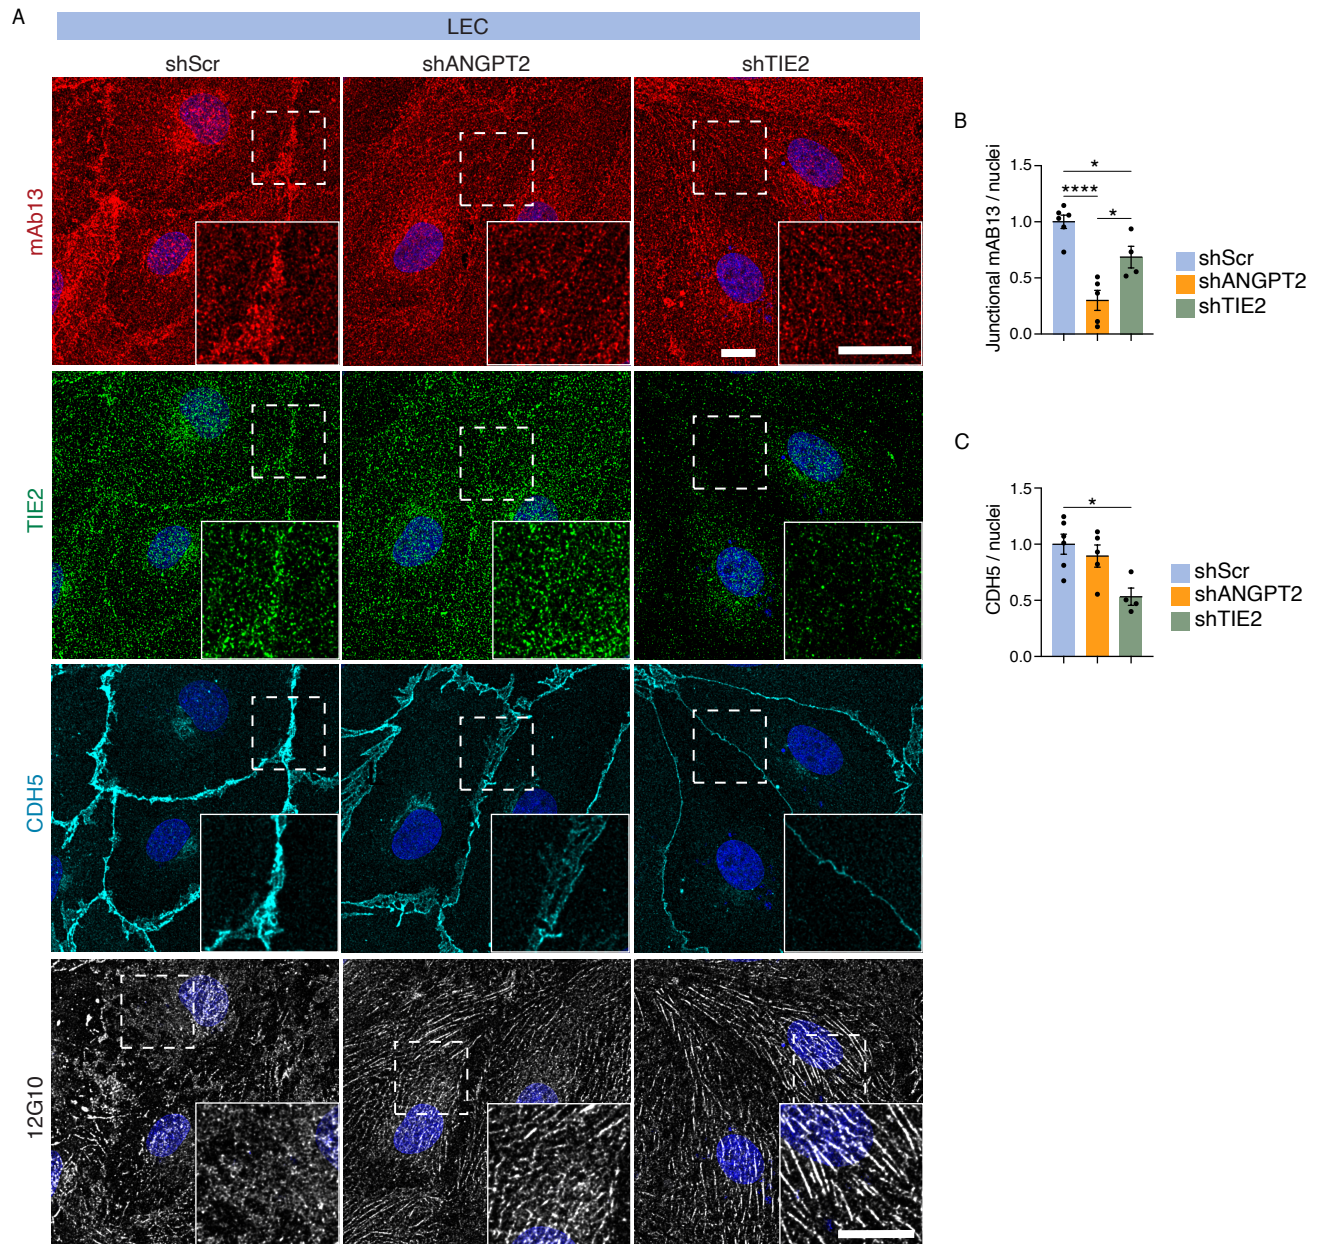 A
LEC
shScr shANGPT2 shTIE2
mAb13
TIE2
CDH5
12G10
B
Junctional mAB13 / nuclei
1.5
1.0
0.5
0.0
*
****
*
shScr
shANGPT2
shTIE2
C
CDH5 / nuclei
1.5
1.0
0.5
0.0
*
shScr
shANGPT2
shTIE2